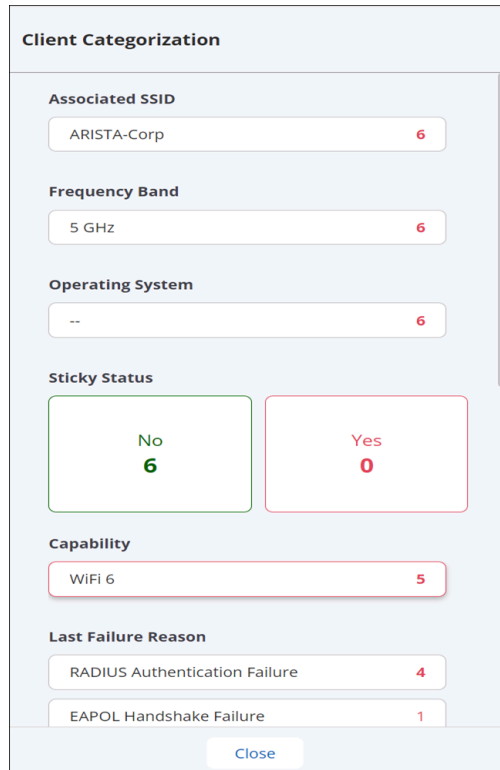 Client Categorization
Associated SSID
ARISTA-Corp 6
Frequency Band
5 GHz 6
Operating System
-- 6
Sticky Status
No
6
Yes
0
Capability
WiFi 6 5
Last Failure Reason
RADIUS Authentication Failure 4
EAPOL Handshake Failure 1
Close